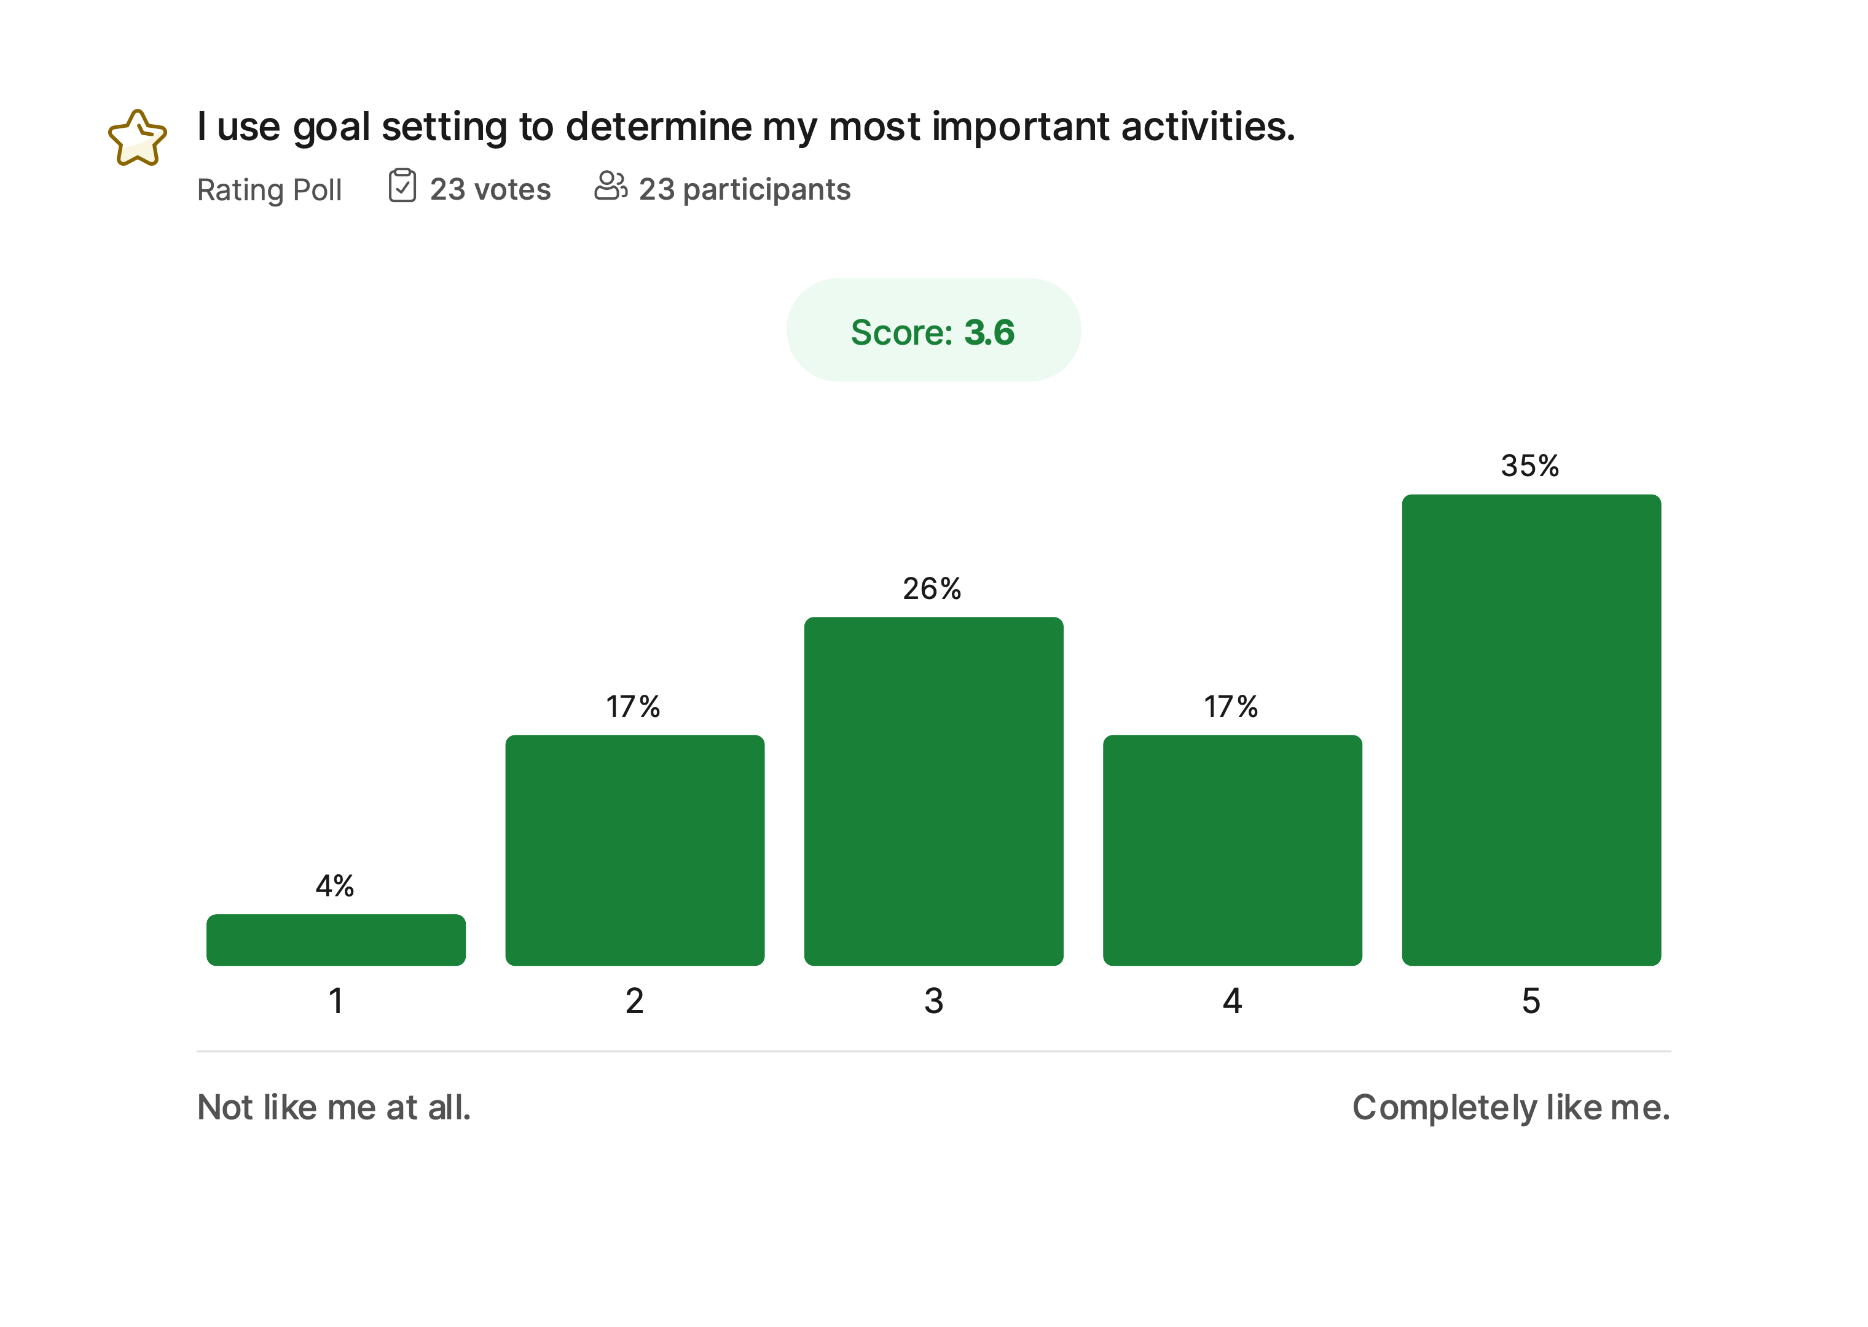 I use goal setting to determine my most important activities.
Rating Poll 23 votes 23 participants
Score: 3.6
35%
26%
17% 17%
4%
1 2 3 4 5
Not like me at all. Completely like me.